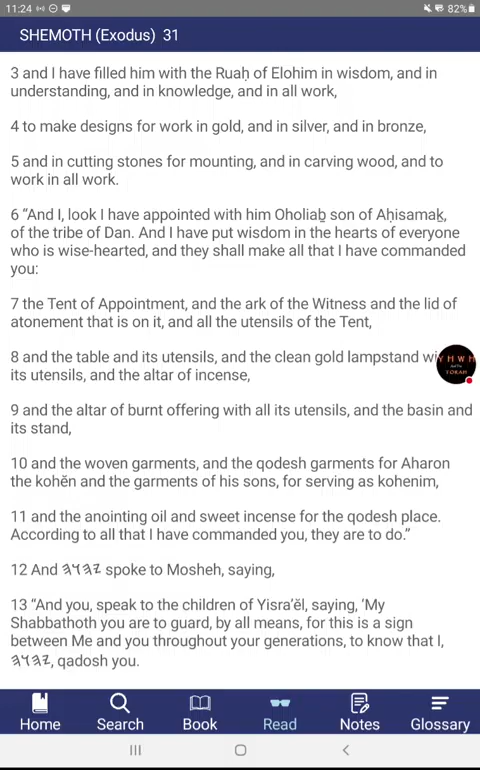 11:24 82%
SHEMOTH (Exodus) 31
3 and I have filled him with the Ruaḥ of Elohim in wisdom, and in
understanding, and in knowledge, and in all work,
4 to make designs for work in gold, and in silver, and in bronze,
5 and in cutting stones for mounting, and in carving wood, and to
work in all work.
6 “And I, look I have appointed with him Oholiaḇ son of Aḥisamaḵ,
of the tribe of Dan. And I have put wisdom in the hearts of everyone
who is wise-hearted, and they shall make all that I have commanded
you:
7 the Tent of Appointment, and the ark of the Witness and the lid of
atonement that is on it, and all the utensils of the Tent,
8 and the table and its utensils, and the clean gold lampstand wi
its utensils, and the altar of incense,
YHWH
And The
TORAH
9 and the altar of burnt offering with all its utensils, and the basin and
its stand,
10 and the woven garments, and the qodesh garments for Aharon
the kohĕn and the garments of his sons, for serving as kohenim,
11 and the anointing oil and sweet incense for the qodesh place.
According to all that I have commanded you, they are to do.”
12 And 𐤉𐤄𐤅𐤄 spoke to Mosheh, saying,
13 “And you, speak to the children of Yisra’ĕl, saying, ‘My
Shabbathoth you are to guard, by all means, for this is a sign
between Me and you throughout your generations, to know that I,
𐤉𐤄𐤅𐤄, qadosh you.
Home Search Book Read Notes Glossary